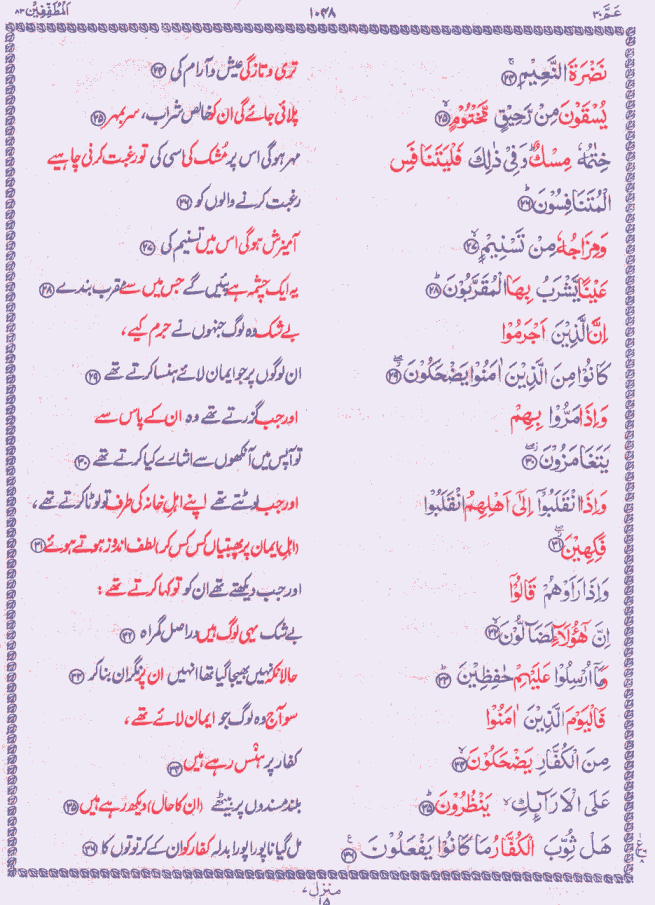 عَمَّ ٣٠ ١٠٣٨ اَلْمُطَفِّفِيْن ٨٣
نَضْرَةَ النَّعِيْمِ ۚ ﴿٢٤﴾ تری و تازگی عیش و آرام کی ﴿٢٤﴾
يُسْقَوْنَ مِنْ رَّحِيْقٍ مَّخْتُوْمٍ ۙ ﴿٢٥﴾ پلائی جائے گی ان کو خالص شراب، سر بمہر ﴿٢٥﴾
خِتٰمُهٗ مِسْكٌ ؕ وَفِيْ ذٰلِكَ فَلْيَتَنَافَسِ مہر ہوگی اس پر مُشک کی سی کی تو رغبت کرنی چاہیے
الْمُتَنَافِسُوْنَ ؕ ﴿٢٦﴾ رغبت کرنے والوں کو ﴿٢٦﴾
وَمِزَاجُهٗ مِنْ تَسْنِيْمٍ ۙ ﴿٢٧﴾ آمیزش ہوگی اس میں تسنیم کی ﴿٢٧﴾
عَيْنًا يَّشْرَبُ بِهَا الْمُقَرَّبُوْنَ ؕ ﴿٢٨﴾ یہ ایک چشمہ ہے پئیں گے جس میں سے مقرب بندے ﴿٢٨﴾
اِنَّ الَّذِيْنَ اَجْرَمُوْا بے شک وہ لوگ جنہوں نے جرم کیے،
كَانُوْا مِنَ الَّذِيْنَ اٰمَنُوْا يَضْحَكُوْنَ ﴿٢٩﴾ ان لوگوں پر جو ایمان لائے ہنسا کرتے تھے ﴿٢٩﴾
وَاِذَا مَرُّوْا بِهِمْ اور جب گزرتے تھے وہ ان کے پاس سے
يَتَغَامَزُوْنَ ﴿٣٠﴾ تو آپس میں آنکھوں سے اشارے کیا کرتے تھے ﴿٣٠﴾
وَاِذَا انْقَلَبُوْٓا اِلٰٓى اَهْلِهِمُ انْقَلَبُوْا اور جب لوٹتے تھے اپنے اہلِ خانہ کی طرف تو لوٹا کرتے تھے،
فَكِهِيْنَ ﴿٣١﴾ (اہلِ ایمان پر پھبتیاں کس کس کر) لطف اندوز ہوتے ہوئے ﴿٣١﴾
وَاِذَا رَاَوْهُمْ قَالُوْٓا اور جب دیکھتے تھے ان کو تو کہا کرتے تھے:
اِنَّ هٰٓؤُلَآءِ لَضَآلُّوْنَ ۙ ﴿٣٢﴾ بے شک یہی لوگ ہیں دراصل گمراہ ﴿٣٢﴾
وَمَآ اُرْسِلُوْا عَلَيْهِمْ حٰفِظِيْنَ ؕ ﴿٣٣﴾ حالانکہ نہیں بھیجا گیا تھا انہیں ان پر نگران بنا کر ﴿٣٣﴾
فَالْيَوْمَ الَّذِيْنَ اٰمَنُوْا سو آج وہ لوگ جو ایمان لائے تھے،
مِنَ الْكُفَّارِ يَضْحَكُوْنَ ۙ ﴿٣٤﴾ کفار پر ہنس رہے ہیں ﴿٣٤﴾
عَلَى الْاَرَآىِٕكِ ۙ يَنْظُرُوْنَ ؕ ﴿٣٥﴾ بلند مسندوں پر بیٹھے (ان کا حال) دیکھ رہے ہیں ﴿٣٥﴾
هَلْ ثُوِّبَ الْكُفَّارُ مَا كَانُوْا يَفْعَلُوْنَ ﴿٣٦﴾ مل گیا نا پورا پورا بدلہ کفار کو ان کے کرتوتوں کا ﴿٣٦﴾
منزل،